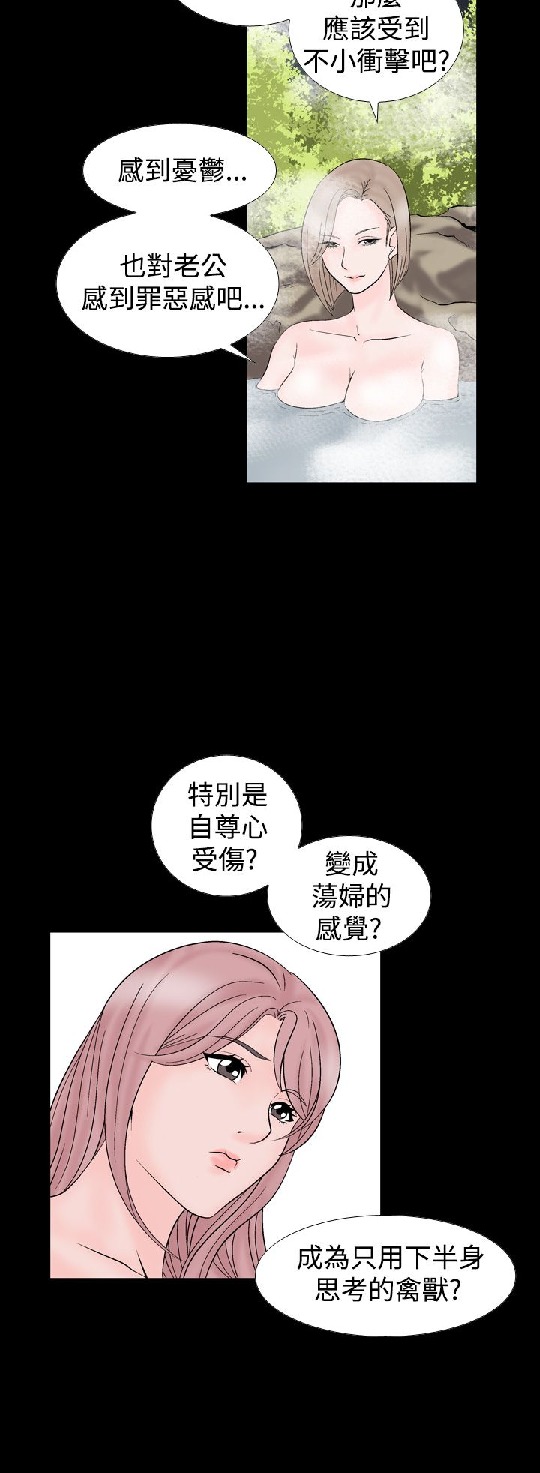 那麼
應該受到
不小衝擊吧?
感到憂鬱...
也對老公
感到罪惡感吧...
特別是
自尊心
受傷?
變成
蕩婦的
感覺?
成為只用下半身
思考的禽獸?